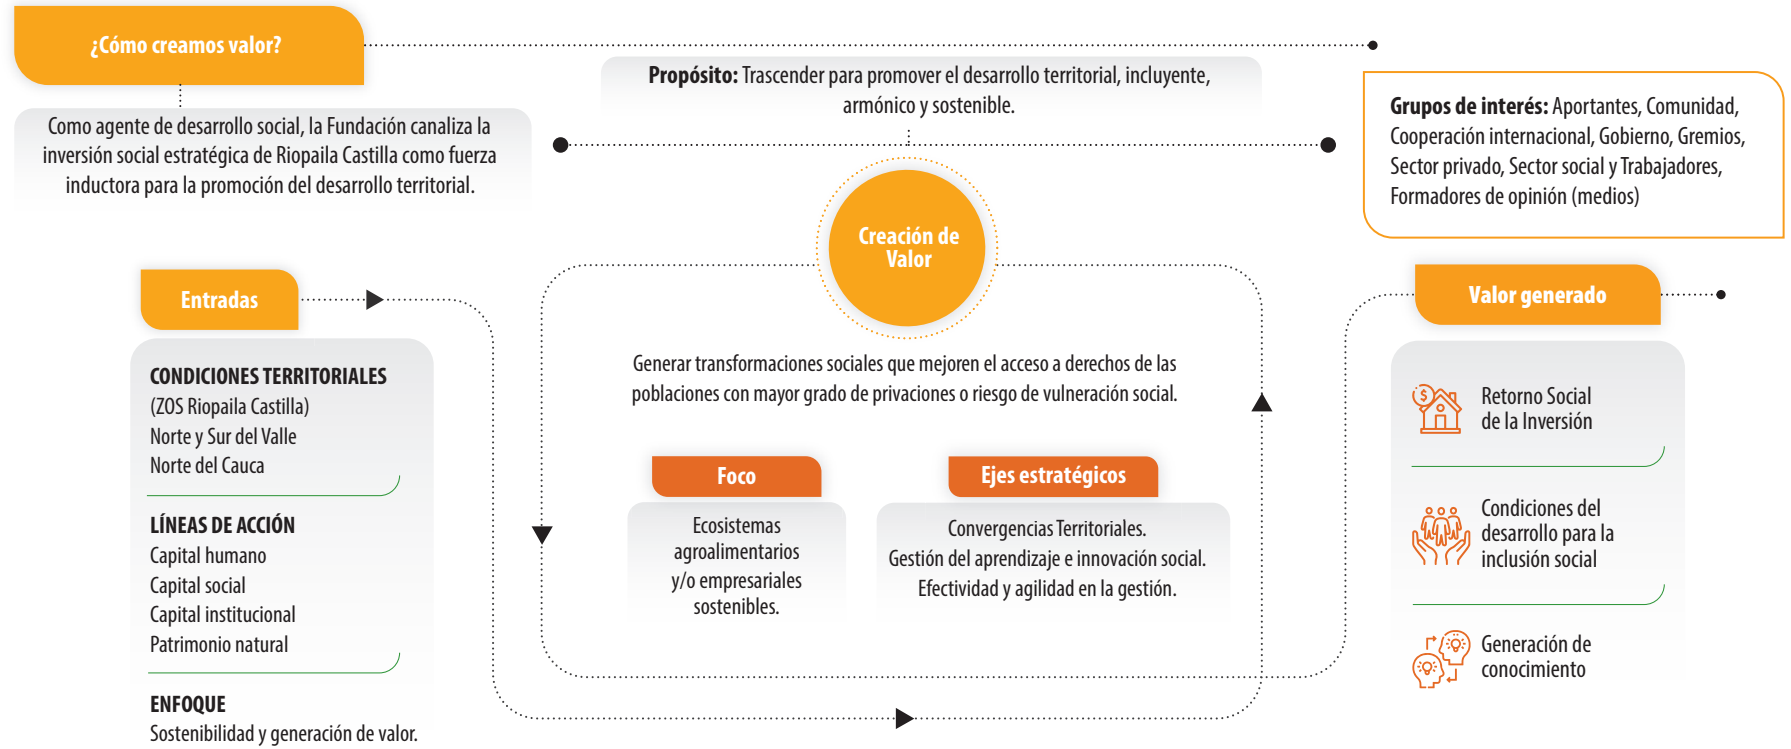 ¿Cómo creamos valor?
Como agente de desarrollo social, la Fundación canaliza la
inversión social estratégica de Riopaila Castilla como fuerza
inductora para la promoción del desarrollo territorial.
Propósito: Trascender para promover el desarrollo territorial, incluyente,
armónico y sostenible.
Grupos de interés: Aportantes, Comunidad,
Cooperación internacional, Gobierno, Gremios,
Sector privado, Sector social y Trabajadores,
Formadores de opinión (medios)
Entradas
CONDICIONES TERRITORIALES
(ZOS Riopaila Castilla)
Norte y Sur del Valle
Norte del Cauca
LÍNEAS DE ACCIÓN
Capital humano
Capital social
Capital institucional
Patrimonio natural
ENFOQUE
Sostenibilidad y generación de valor.
Creación de
Valor
Generar transformaciones sociales que mejoren el acceso a derechos de las
poblaciones con mayor grado de privaciones o riesgo de vulneración social.
Foco
Ecosistemas
agroalimentarios
y/o empresariales
sostenibles.
Ejes estratégicos
Convergencias Territoriales.
Gestión del aprendizaje e innovación social.
Efectividad y agilidad en la gestión.
Valor generado
$
Retorno Social
de la Inversión
Condiciones del
desarrollo para la
inclusión social
Generación de
conocimiento